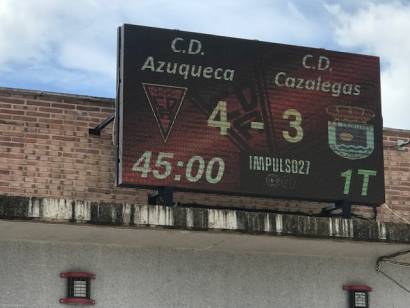 C.D.
Azuqueca
C.D.
Cazalegas
4 - 3
45:00
IMPULSO27
1T